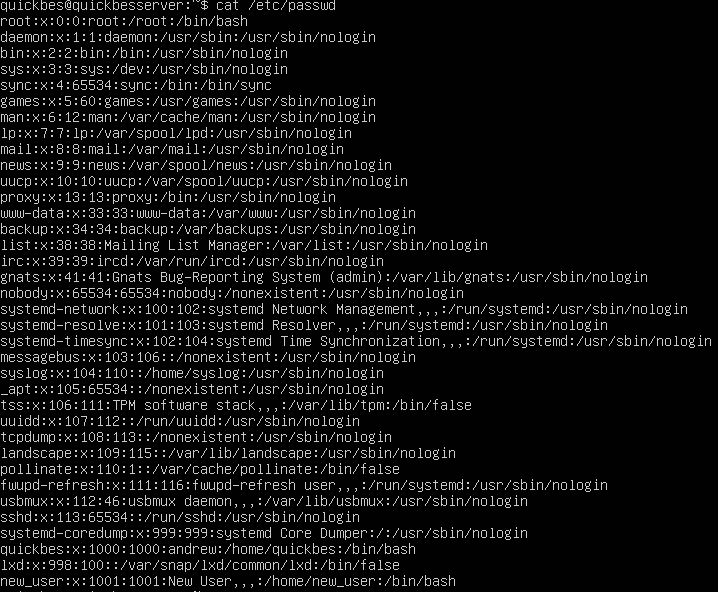 quickbes@quickbesserver:~$ cat /etc/passwd
root:x:0:0:root:/root:/bin/bash
daemon:x:1:1:daemon:/usr/sbin:/usr/sbin/nologin
bin:x:2:2:bin:/bin:/usr/sbin/nologin
sys:x:3:3:sys:/dev:/usr/sbin/nologin
sync:x:4:65534:sync:/bin:/bin/sync
games:x:5:60:games:/usr/games:/usr/sbin/nologin
man:x:6:12:man:/var/cache/man:/usr/sbin/nologin
lp:x:7:7:lp:/var/spool/lpd:/usr/sbin/nologin
mail:x:8:8:mail:/var/mail:/usr/sbin/nologin
news:x:9:9:news:/var/spool/news:/usr/sbin/nologin
uucp:x:10:10:uucp:/var/spool/uucp:/usr/sbin/nologin
proxy:x:13:13:proxy:/bin:/usr/sbin/nologin
www-data:x:33:33:www-data:/var/www:/usr/sbin/nologin
backup:x:34:34:backup:/var/backups:/usr/sbin/nologin
list:x:38:38:Mailing List Manager:/var/list:/usr/sbin/nologin
irc:x:39:39:ircd:/var/run/ircd:/usr/sbin/nologin
gnats:x:41:41:Gnats Bug-Reporting System (admin):/var/lib/gnats:/usr/sbin/nologin
nobody:x:65534:65534:nobody:/nonexistent:/usr/sbin/nologin
systemd-network:x:100:102:systemd Network Management,,,:/run/systemd:/usr/sbin/nologin
systemd-resolve:x:101:103:systemd Resolver,,,:/run/systemd:/usr/sbin/nologin
systemd-timesync:x:102:104:systemd Time Synchronization,,,:/run/systemd:/usr/sbin/nologin
messagebus:x:103:106::/nonexistent:/usr/sbin/nologin
syslog:x:104:110::/home/syslog:/usr/sbin/nologin
_apt:x:105:65534::/nonexistent:/usr/sbin/nologin
tss:x:106:111:TPM software stack,,,:/var/lib/tpm:/bin/false
uuidd:x:107:112::/run/uuidd:/usr/sbin/nologin
tcpdump:x:108:113::/nonexistent:/usr/sbin/nologin
landscape:x:109:115::/var/lib/landscape:/usr/sbin/nologin
pollinate:x:110:1::/var/cache/pollinate:/bin/false
fwupd-refresh:x:111:116:fwupd-refresh user,,,:/run/systemd:/usr/sbin/nologin
usbmux:x:112:46:usbmux daemon,,,:/var/lib/usbmux:/usr/sbin/nologin
sshd:x:113:65534::/run/sshd:/usr/sbin/nologin
systemd-coredump:x:999:999:systemd Core Dumper:/:/usr/sbin/nologin
quickbes:x:1000:1000:andrew:/home/quickbes:/bin/bash
lxd:x:998:100::/var/snap/lxd/common/lxd:/bin/false
new_user:x:1001:1001:New User,,,:/home/new_user:/bin/bash